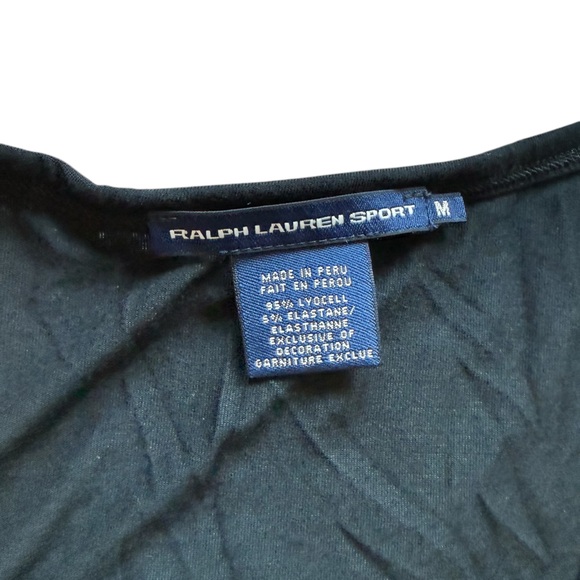 RALPH LAUREN SPORT M
MADE IN PERU
FAIT EN PEROU
95% LYOCELL
5% ELASTANE/
ELASTHANNE
EXCLUSIVE OF
DECORATION
GARNITURE EXCLUE